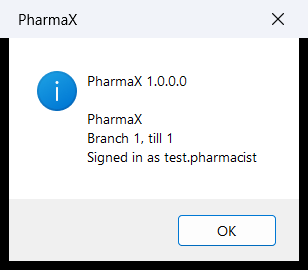 PharmaX
PharmaX 1.0.0.0
PharmaX
Branch 1, till 1
Signed in as test.pharmacist
OK